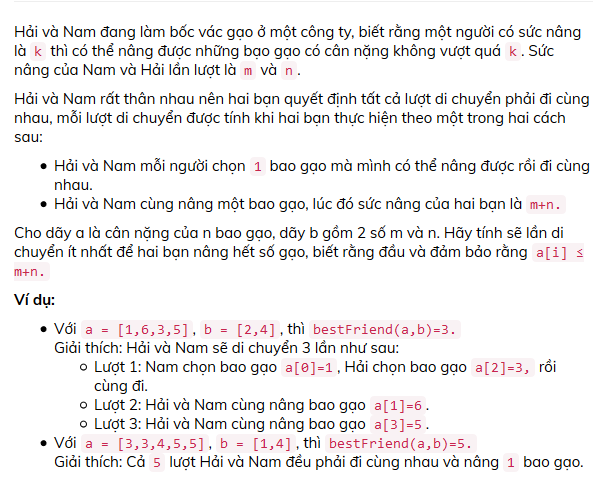 Hải và Nam đang làm bốc vác gạo ở một công ty, biết rằng một người có sức nâng
là k thì có thể nâng được những bạo gạo có cân nặng không vượt quá k. Sức
nâng của Nam và Hải lần lượt là m và n.
Hải và Nam rất thân nhau nên hai bạn quyết định tất cả lượt di chuyển phải đi cùng
nhau, mỗi lượt di chuyển được tính khi hai bạn thực hiện theo một trong hai cách
sau:
• Hải và Nam mỗi người chọn 1 bao gạo mà mình có thể nâng được rồi đi cùng
nhau.
• Hải và Nam cùng nâng một bao gạo, lúc đó sức nâng của hai bạn là m+n.
Cho dãy a là cân nặng của n bao gạo, dãy b gồm 2 số m và n. Hãy tính sẽ lần di
chuyển ít nhất để hai bạn nâng hết số gạo, biết rằng đầu và đảm bảo rằng a[i] ≤
m+n.
Ví dụ:
• Với a = [1,6,3,5], b = [2,4], thì bestFriend(a,b)=3.
Giải thích: Hải và Nam sẽ di chuyển 3 lần như sau:
○ Lượt 1: Nam chọn bao gạo a[0]=1, Hải chọn bao gạo a[2]=3, rồi
cùng đi.
○ Lượt 2: Hải và Nam cùng nâng bao gạo a[1]=6.
○ Lượt 3: Hải và Nam cùng nâng bao gạo a[3]=5.
• Với a = [3,3,4,5,5], b = [1,4], thì bestFriend(a,b)=5.
Giải thích: Cả 5 lượt Hải và Nam đều phải đi cùng nhau và nâng 1 bao gạo.